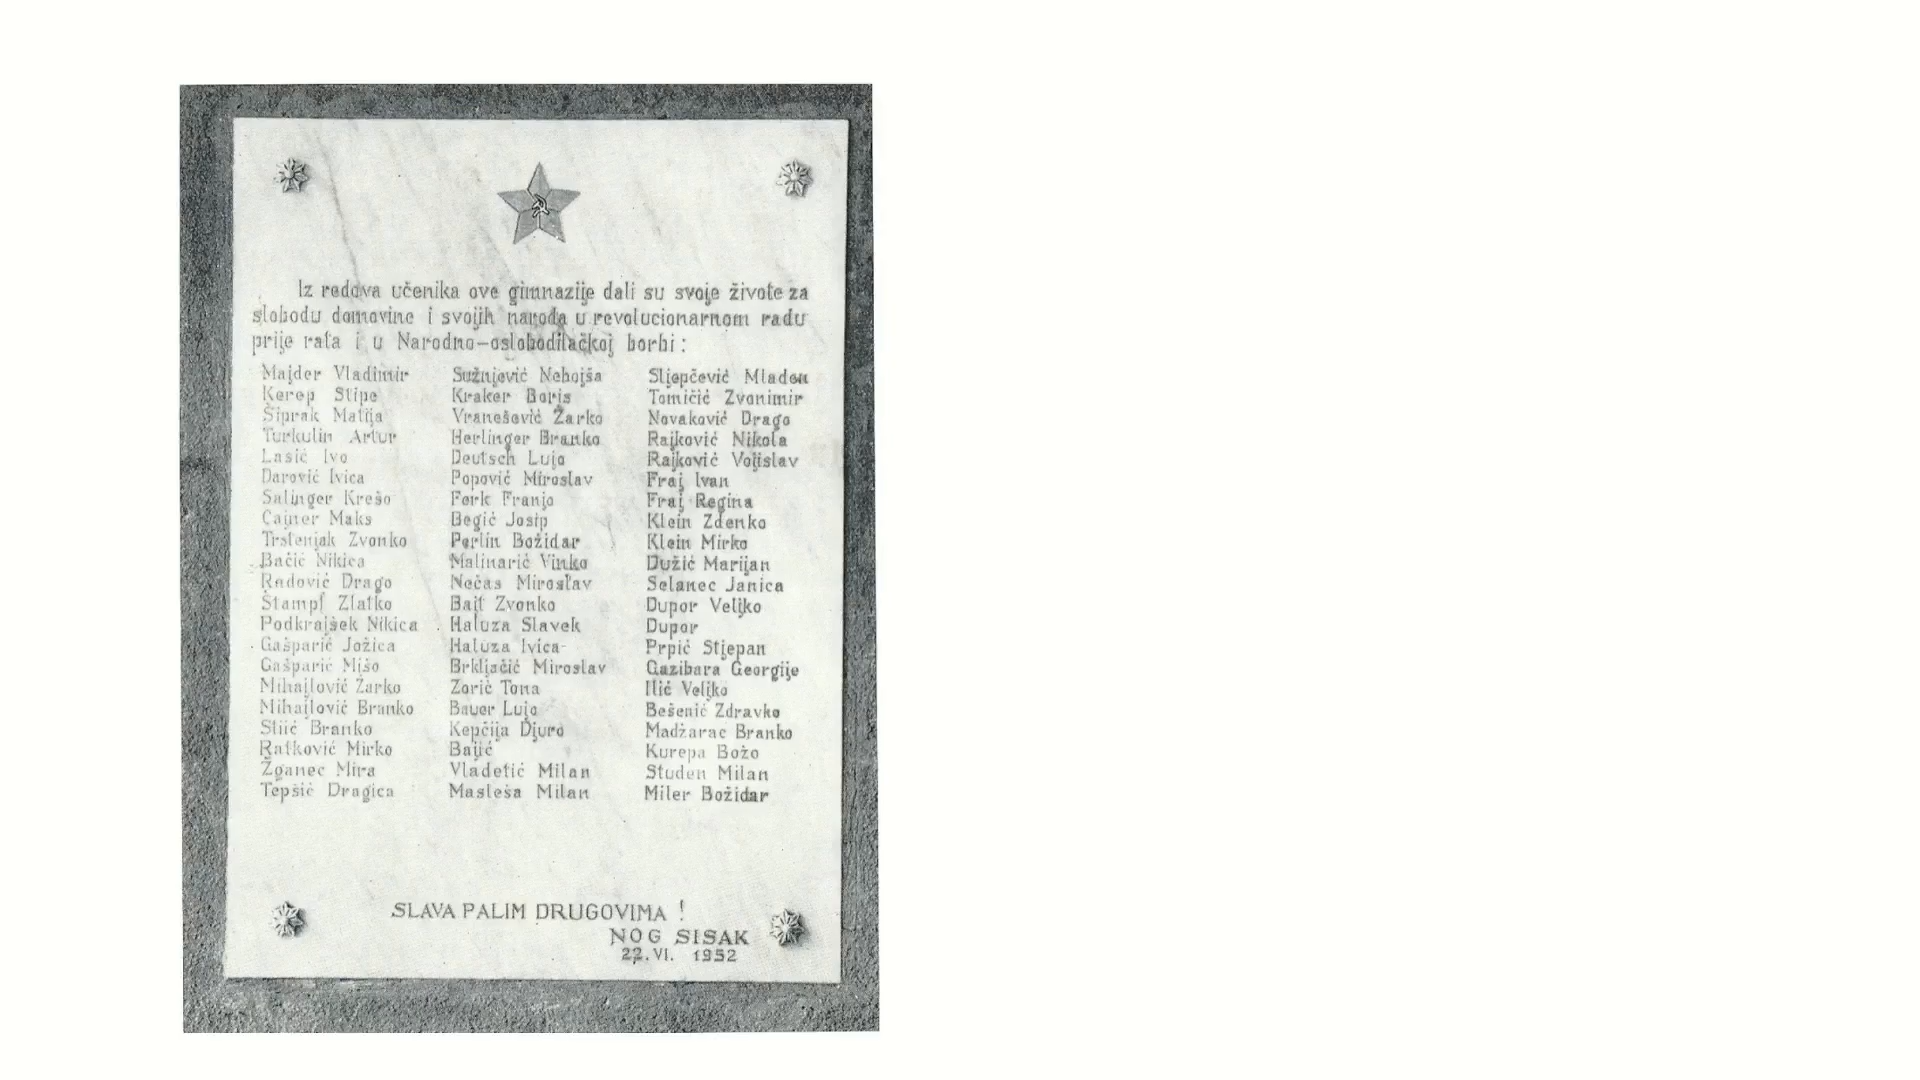 Iz redova učenika ove gimnazije dali su svoje živote za
slobodu domovine i svojih naroda u revolucionarnom radu
prije rata i u Narodno-oslobodilačkoj borbi :
Majder Vladimir
Kerep Stipe
Šiprak Matija
Turkulin Artur
Lasić Ivo
Darović Ivica
Salinger Krešo
Cajner Maks
Trstenjak Zvonko
Bačić Nikica
Radović Drago
Štampf Zlatko
Podkrajšek Nikica
Gašparić Jožica
Gašparić Mišo
Mihajlović Žarko
Mihajlović Branko
Stiić Branko
Ratković Mirko
Žganec Mira
Tepšić Dragica
Sužnjević Nebojša
Kraker Boris
Vranešević Žarko
Herlinger Branko
Deutsch Lujo
Popović Miroslav
Ferk Franjo
Begić Josip
Perlin Božidar
Malinarić Vinko
Nečas Miroslav
Bajt Zvonko
Haluza Slavek
Haluza Ivica
Brkljačić Miroslav
Zorić Tona
Bauer Lujo
Kepčija Djuro
Bajić
Vladetić Milan
Masleša Milan
Sljepčević Mladen
Tomičić Zvonimir
Novaković Drago
Rajković Nikola
Rajković Vojislav
Fraj Ivan
Fraj Regina
Klein Zdenko
Klein Mirko
Dužić Marijan
Selanec Janica
Dupor Veljko
Dupor
Prpić Stjepan
Gazibara Georgije
Ilić Veljko
Bešenić Zdravko
Madžarac Branko
Kurepa Božo
Studen Milan
Miler Božidar
SLAVA PALIM DRUGOVIMA !
NOG SISAK
22. VI. 1952